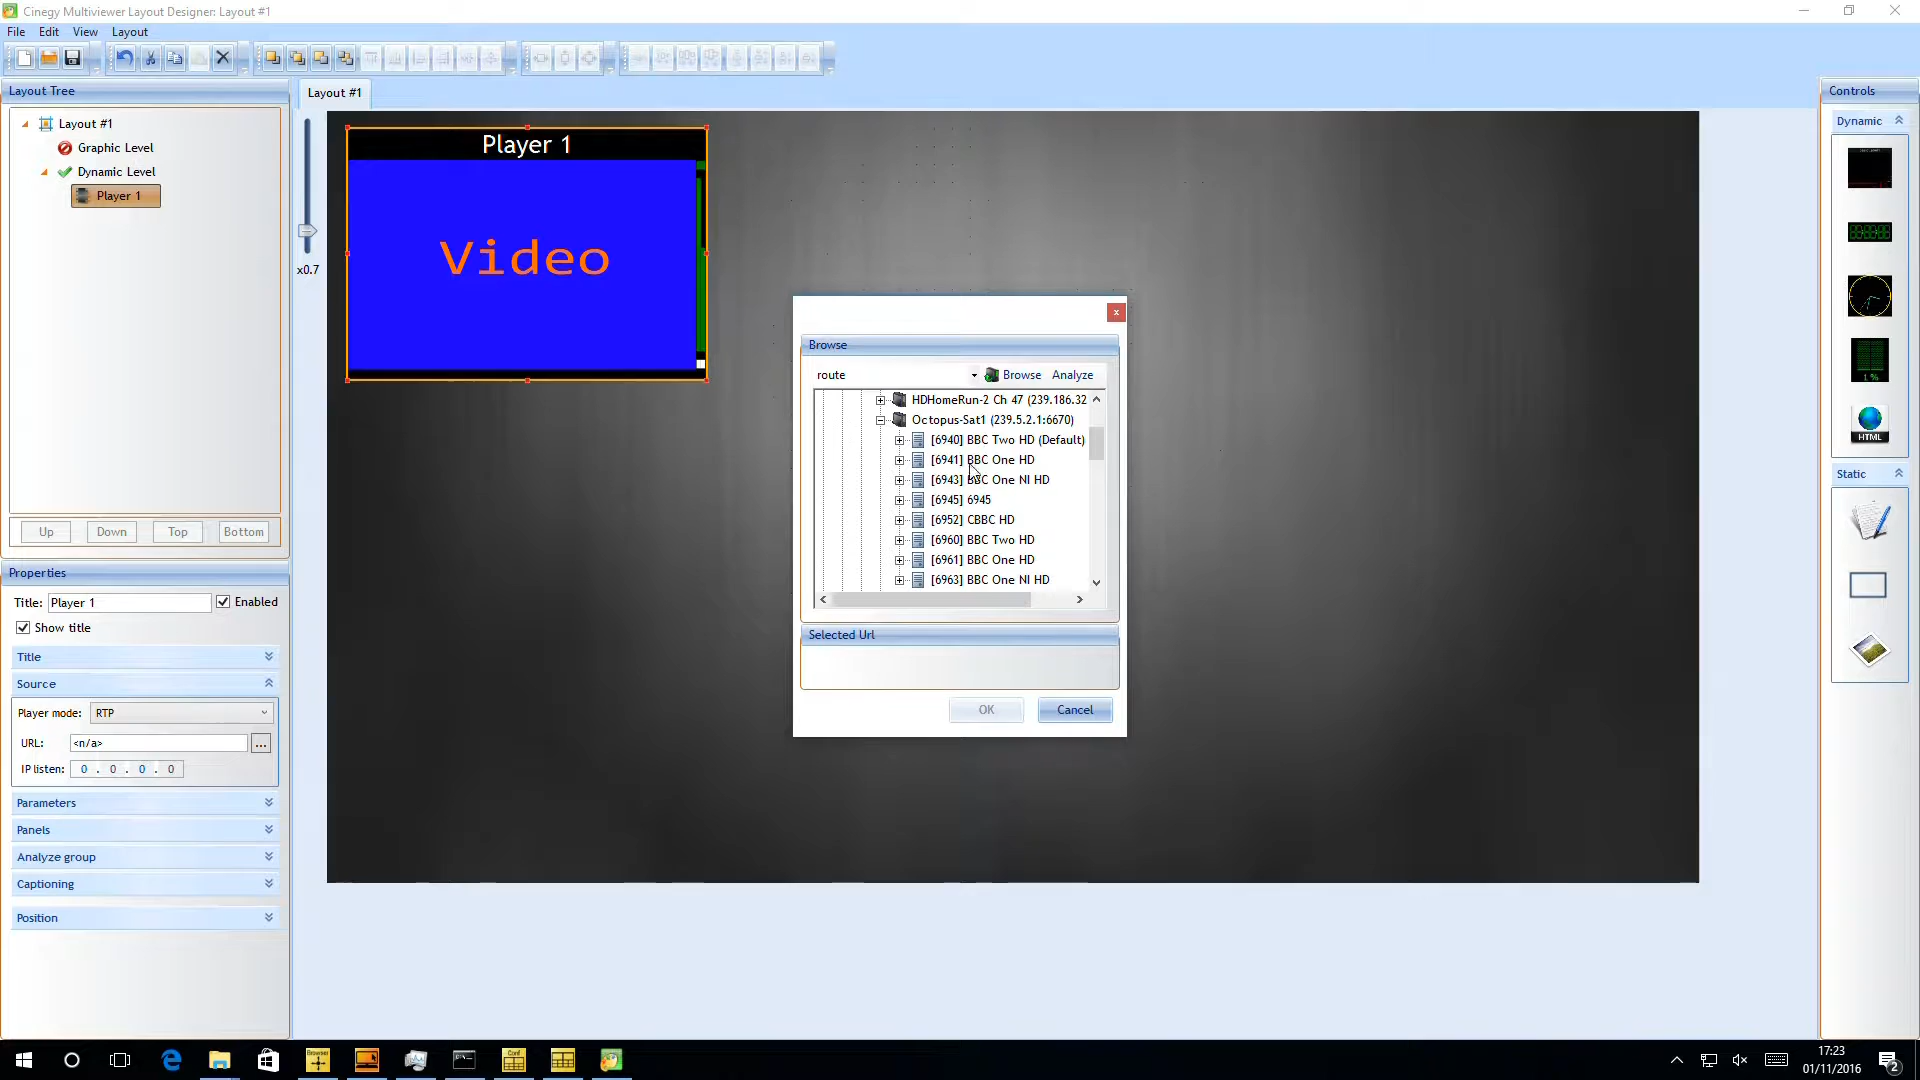 Cinegy Multiviewer Layout Designer: Layout #1
File Edit View Layout
Layout Tree
Layout #1
Graphic Level
Dynamic Level
Player 1
Up Down Top Bottom
Properties
Title: Player 1 Enabled
Show title
Title
Source
Player mode: RTP
URL: <n/a> ...
IP listen: 0 . 0 . 0 . 0
Parameters
Panels
Analyze group
Captioning
Position
Layout #1
x0.7
Player 1
Video
Browse
route Browse Analyze
HDHomeRun-2 Ch 47 (239.186.32
Octopus-Sat1 (239.5.2.1:6670)
[6940] BBC Two HD (Default)
[6941] BBC One HD
[6943] BBC One NI HD
[6945] 6945
[6952] CBBC HD
[6960] BBC Two HD
[6961] BBC One HD
[6963] BBC One NI HD
Selected Url
OK Cancel
Controls
Dynamic
1 %
HTML
Static
Browser
Conf
17:23
01/11/2016
2